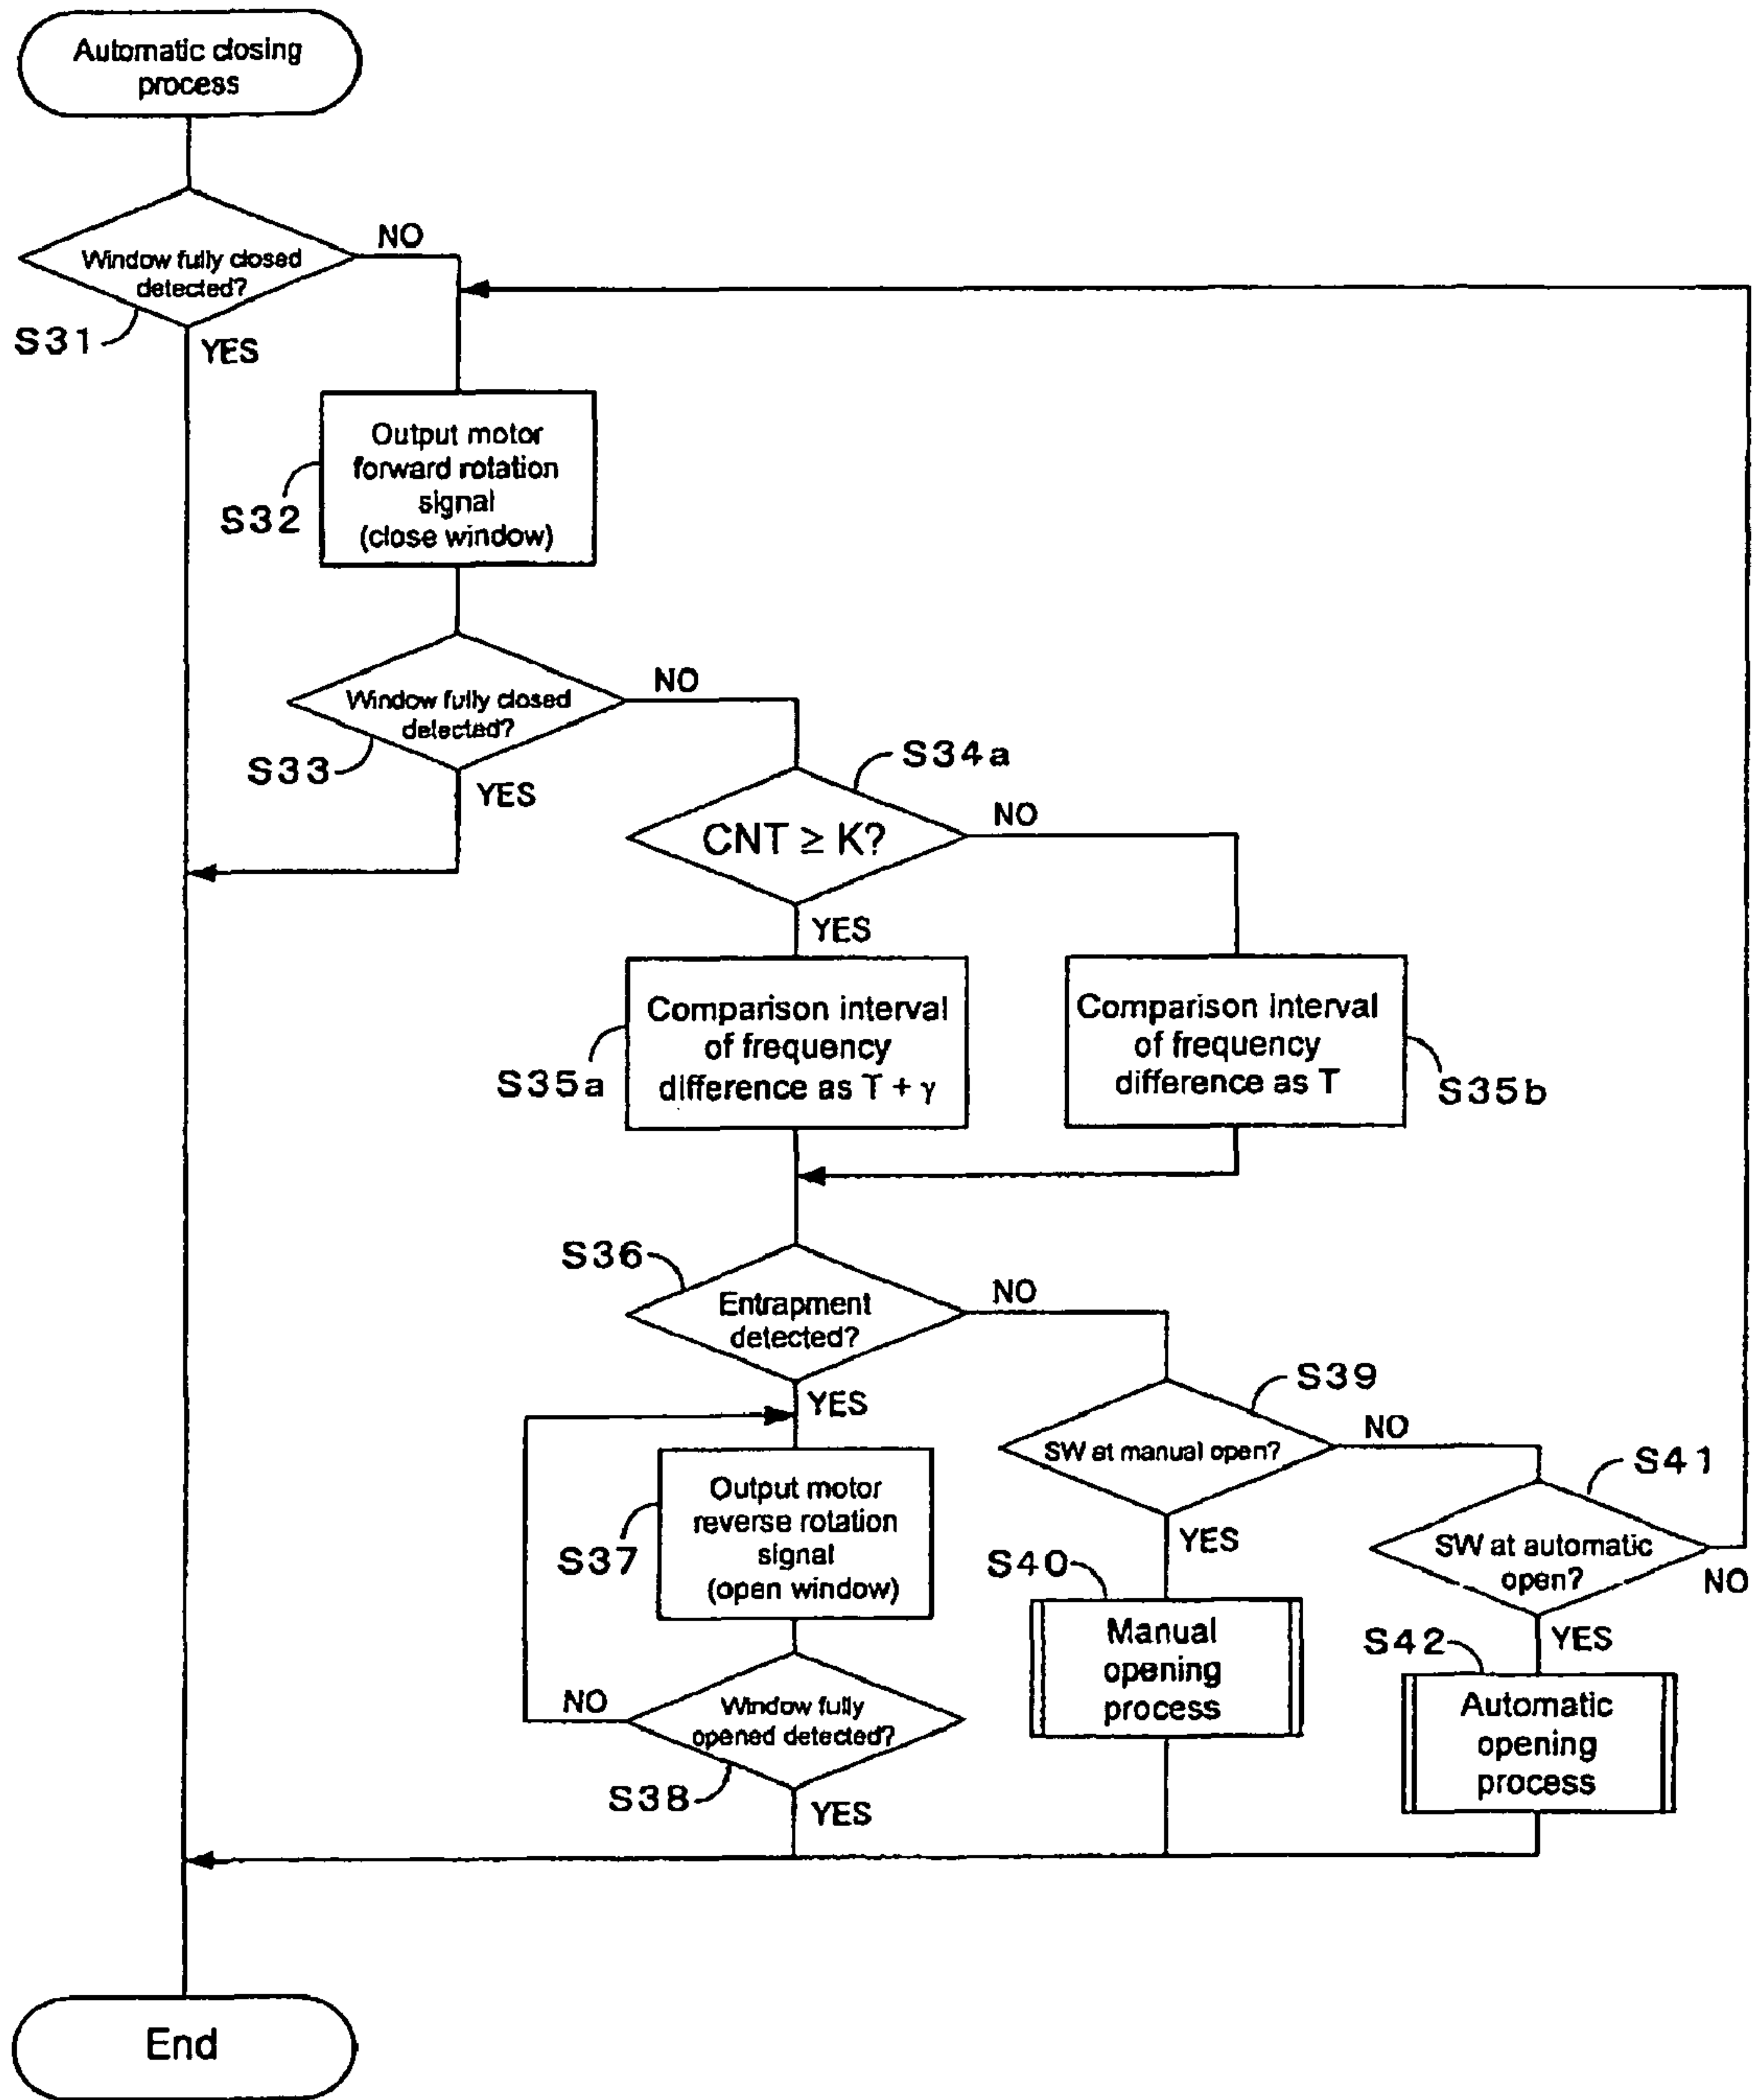 Automatic closing
process
Window fully closed
detected?
NO
S31
YES
Output motor
forward rotation
signal
(close window)
S32
Window fully closed
detected?
NO
S33
YES
S34a
CNT ≥ K?
NO
YES
Comparison interval
of frequency
difference as T + γ
S35a
Comparison interval
of frequency
difference as T
S35b
S36
Entrapment
detected?
NO
YES
S39
SW at manual open?
NO
YES
S41
SW at automatic
open?
NO
YES
Output motor
reverse rotation
signal
(open window)
S37
S40
Manual
opening
process
S42
Automatic
opening
process
NO
Window fully
opened detected?
S38
YES
End